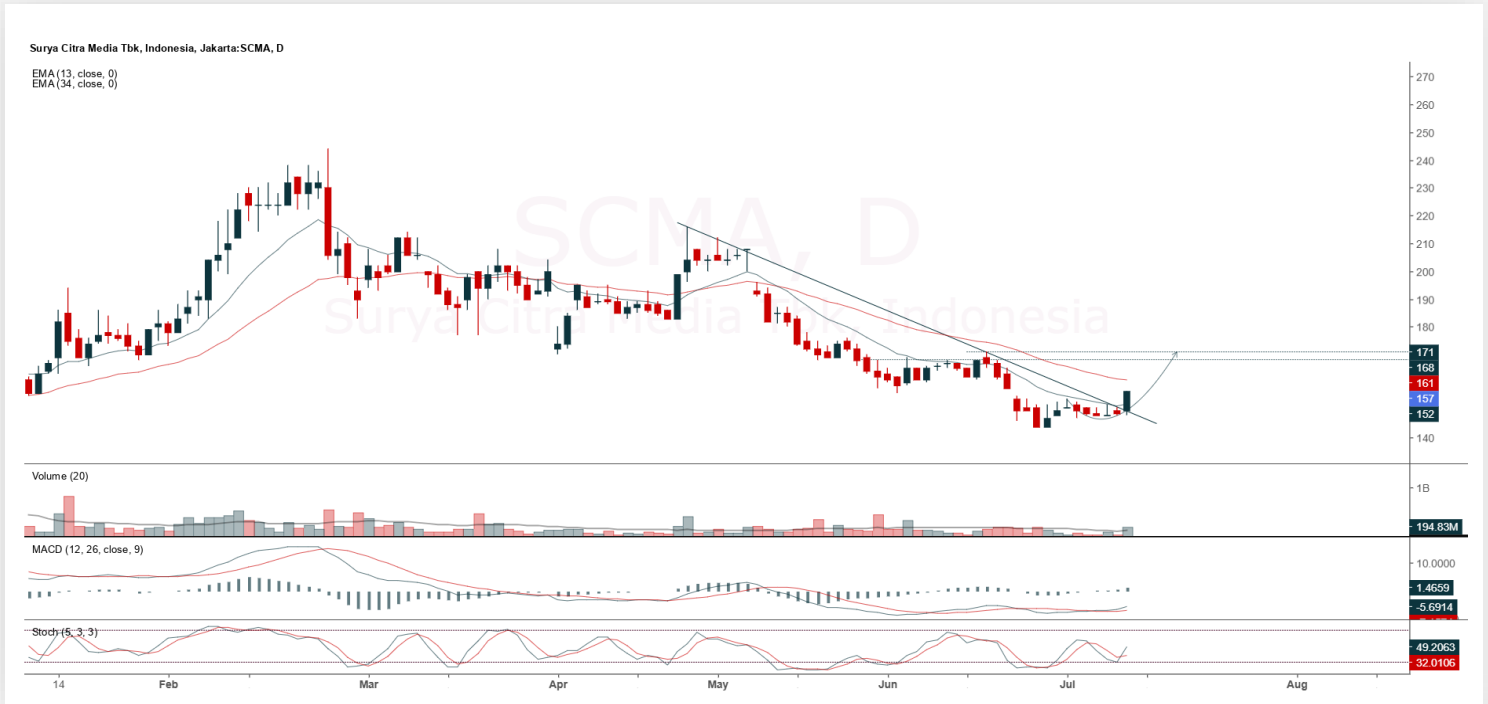 Surya Citra Media Tbk, Indonesia, Jakarta:SCMA, D
EMA (13, close, 0)
EMA (34, close, 0)
SCMA, D
Surya Citra Media Tbk, Indonesia
270
260
250
240
230
220
210
200
190
180
171
168
161
157
152
140
Volume (20)
1B
194.83M
MACD (12, 26, close, 9)
10.0000
1.4659
-5.6914
Stoch (5, 3, 3)
49.2063
32.0106
14 Feb Mar Apr May Jun Jul Aug